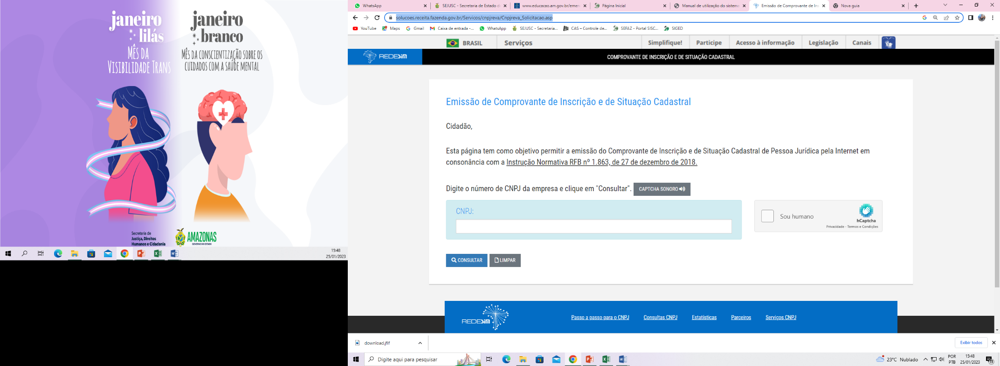 janeiro
lilás
MÊS DA
VISIBILIDADE TRANS
janeiro
branco
MÊS DA CONSCIENTIZAÇÃO SOBRE OS
CUIDADOS COM A SAÚDE MENTAL
Secretaria de
Justiça, Direitos
Humanos e Cidadania
AMAZONAS
GOVERNO DO ESTADO
15:48
25/01/2023
WhatsApp
SEJUSC - Secretaria de Estado d
www.educacao.am.gov.br/emen
Página Inicial
Manual de utilização do sistema
Emissão de Comprovante de Ins
Nova guia
solucoes.receita.fazenda.gov.br/Servicos/cnpjreva/Cnpjreva_Solicitacao.asp
YouTube
Maps
Gmail
Caixa de entrada -...
WhatsApp
SEJUSC - Secretaria...
CAS – Controle de...
SEFAZ - Portal SISC...
SIGED
BRASIL
Serviços
Simplifique!
Participe
Acesso à informação
Legislação
Canais
REDESIM
COMPROVANTE DE INSCRIÇÃO E DE SITUAÇÃO CADASTRAL
Emissão de Comprovante de Inscrição e de Situação Cadastral
Cidadão,
Esta página tem como objetivo permitir a emissão do Comprovante de Inscrição e de Situação Cadastral de Pessoa Jurídica pela Internet em
consonância com a Instrução Normativa RFB nº 1.863, de 27 de dezembro de 2018.
Digite o número de CNPJ da empresa e clique em "Consultar".
CAPTCHA SONORO
CNPJ:
Sou humano
hCaptcha
Privacidade - Termos e Condições
CONSULTAR
LIMPAR
REDESIM
Passo a passo para o CNPJ
Consultas CNPJ
Estatísticas
Parceiros
Serviços CNPJ
download.jfif
Exibir todos
Digite aqui para pesquisar
23°C Nublado
POR
PTB
15:48
25/01/2023